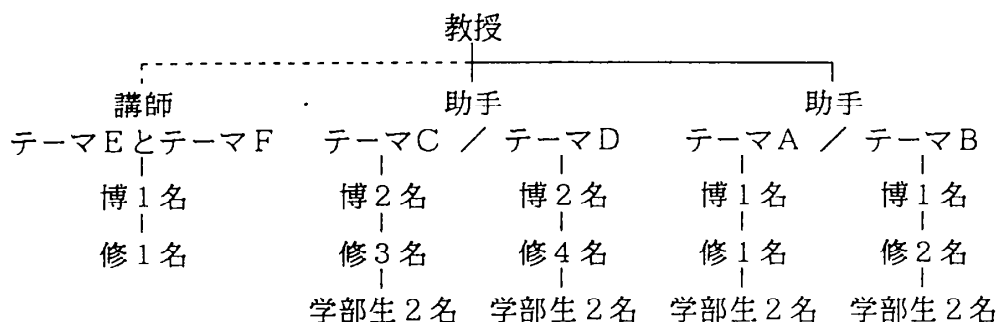 教授
講師 助手 助手
テーマEとテーマF テーマC / テーマD テーマA / テーマB
博1名 博2名 博2名 博1名 博1名
修1名 修3名 修4名 修1名 修2名
学部生2名 学部生2名 学部生2名 学部生2名